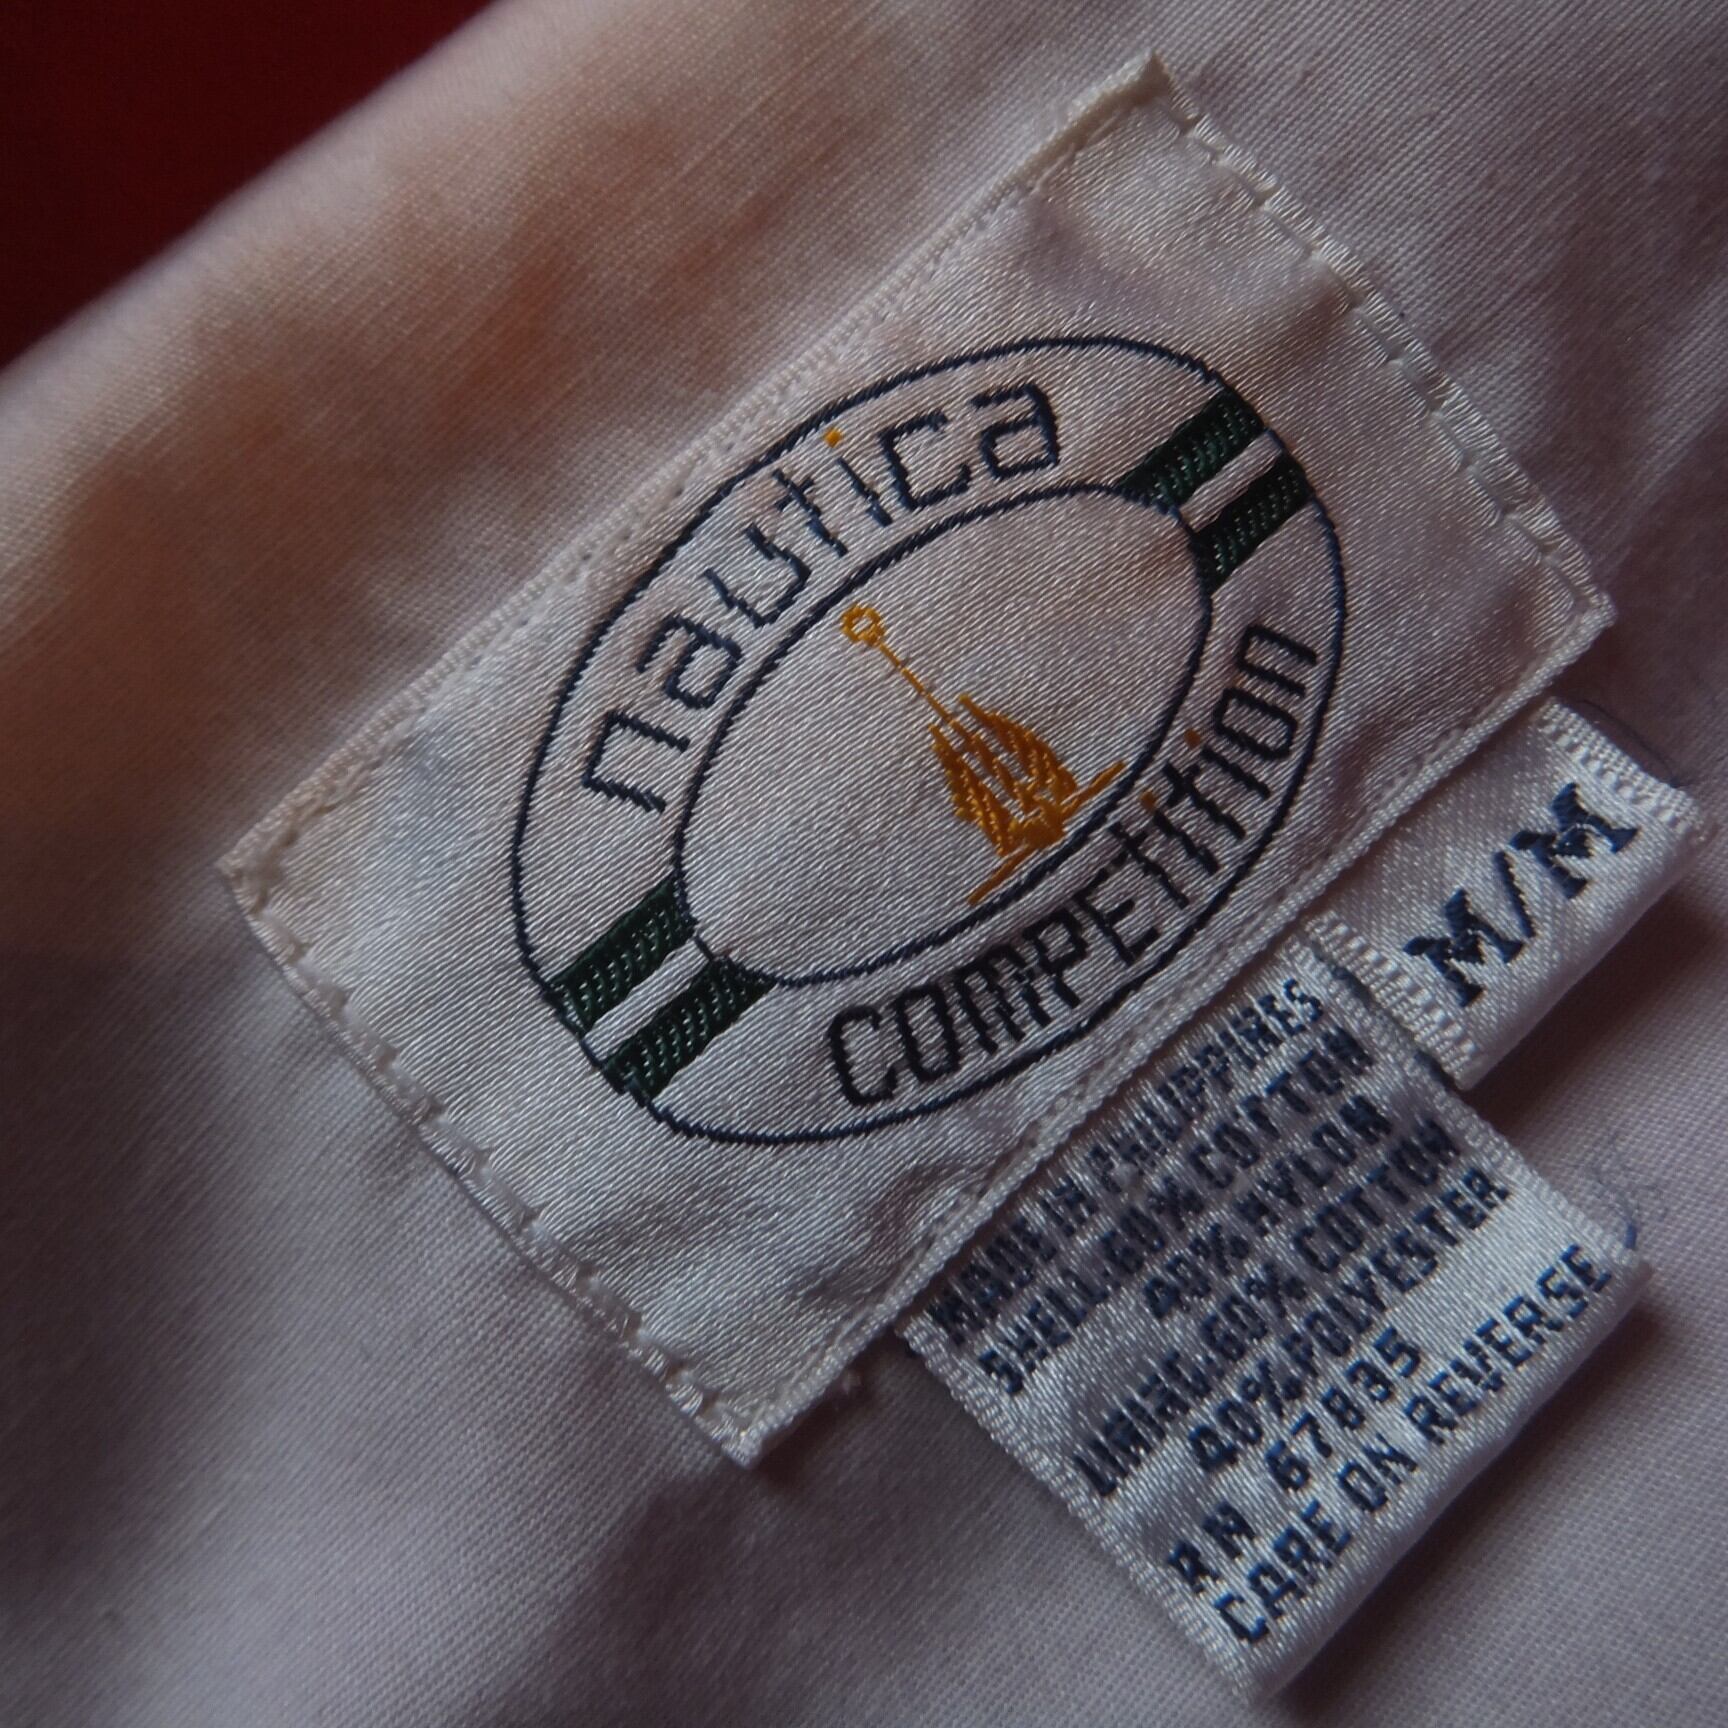 nautica
COMPEtition
M/M
MADE IN PHILIPPINES
SHELL:60% COTTON
40% NYLON
LINING:60% COTTON
40% POLYESTER
RN 67835
CARE ON REVERSE